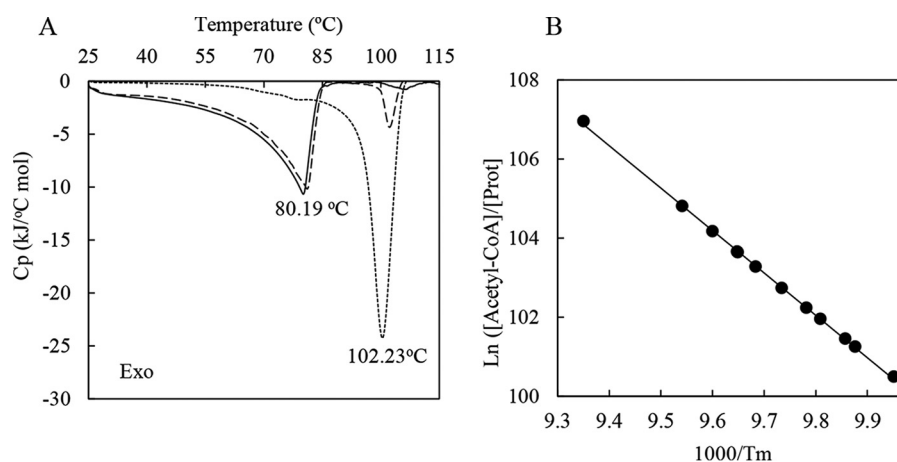 A
Temperature (ºC)
25 40 55 70 85 100 115
0
-5
-10
-15
-20
-25
-30
Cp (kJ/ºC mol)
80.19 ºC
102.23ºC
Exo
B
108
106
104
102
100
Ln ([Acetyl-CoA]/[Prot]
9.3 9.4 9.5 9.6 9.7 9.8 9.9
1000/Tm